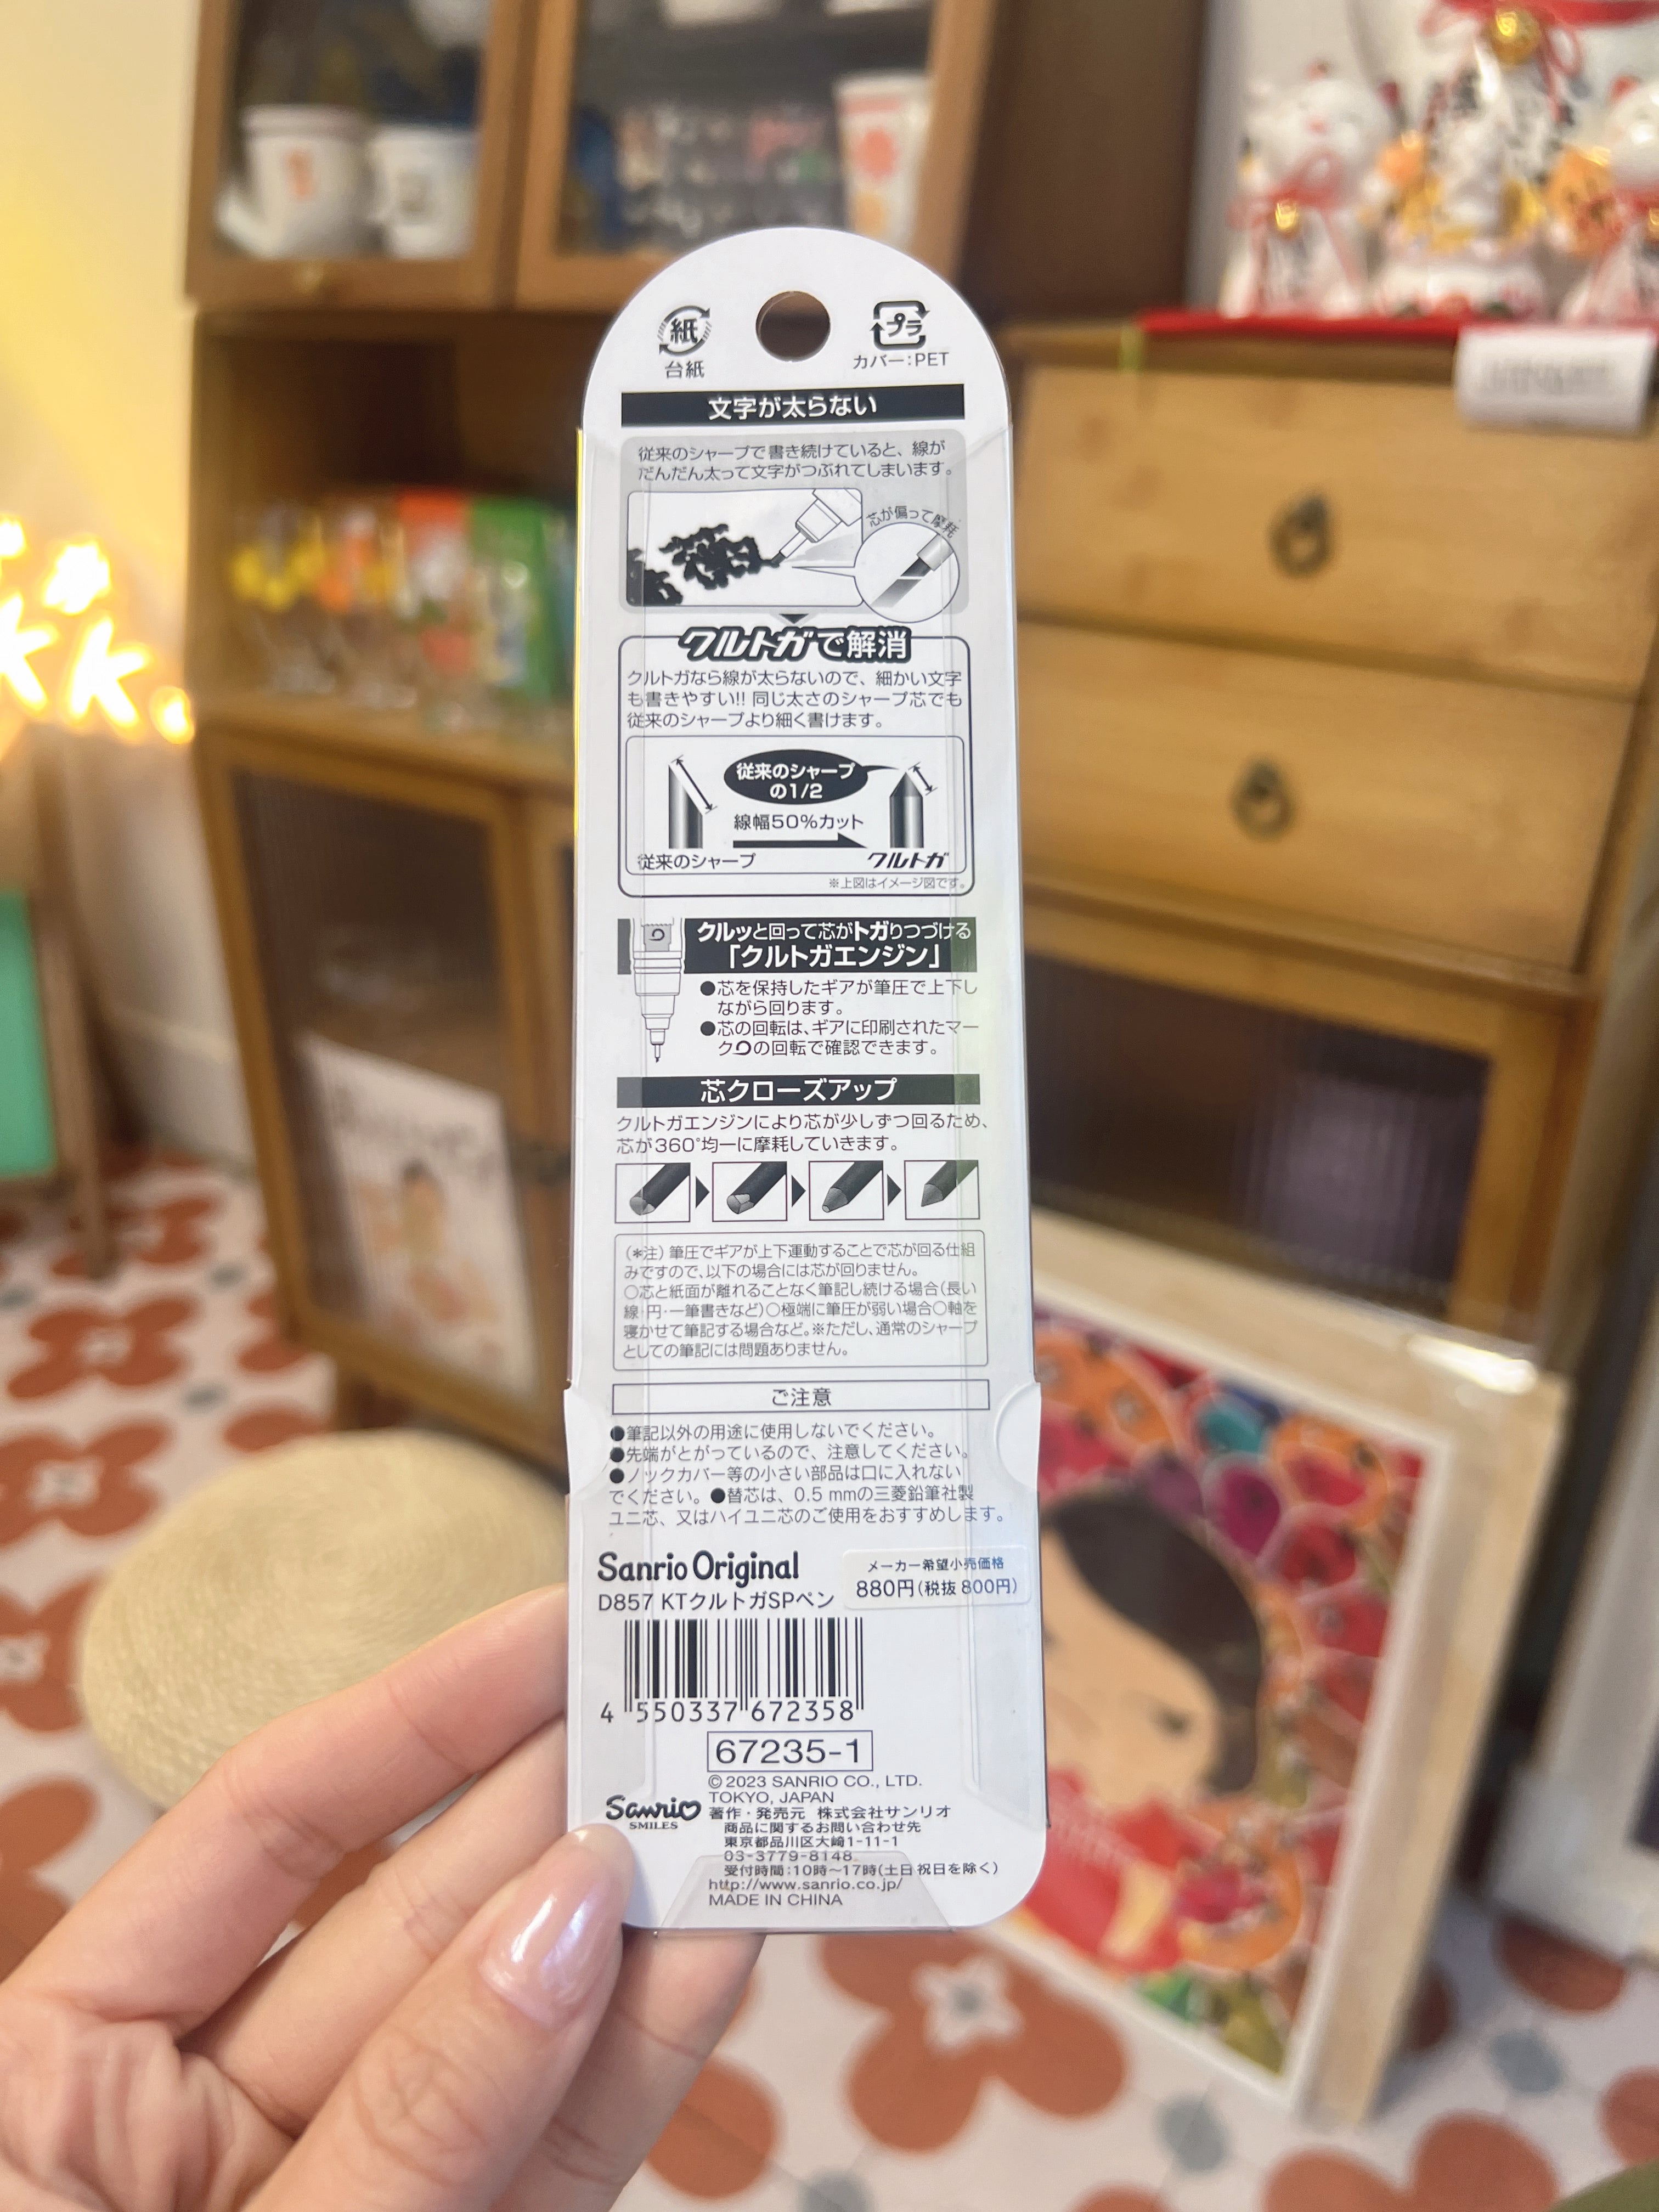 紙
台紙
プラ
カバー:PET
文字が太らない
従来のシャープで書き続けていると、線が
だんだん太って文字がつぶれてしまいます。
芯が偏って摩耗
クルトガで解消
クルトガなら線が太らないので、細かい文字
も書きやすい!! 同じ太さのシャープ芯でも
従来のシャープより細く書けます。
従来のシャープ
の1/2
線幅50%カット
従来のシャープ
クルトガ
※上図はイメージ図です。
クルッと回って芯がトガりつづける
「クルトガエンジン」
●芯を保持したギアが筆圧で上下し
ながら回ります。
●芯の回転は、ギアに印刷されたマー
クの回転で確認できます。
芯クローズアップ
クルトガエンジンにより芯が少しずつ回るため、
芯が360°均一に摩耗していきます。
(*注) 筆圧でギアが上下運動することで芯が回る仕組
みですので、以下の場合には芯が回りません。
○芯と紙面が離れることなく筆記し続ける場合(長い
線・円・一筆書きなど)○極端に筆圧が弱い場合○軸を
寝かせて筆記する場合など。※ただし、通常のシャープ
としての筆記には問題ありません。
ご注意
●筆記以外の用途に使用しないでください。
●先端がとがっているので、注意してください。
●ノックカバー等の小さい部品は口に入れない
でください。●替芯は、0.5 mmの三菱鉛筆社製
ユニ芯、又はハイユニ芯のご使用をおすすめします。
Sanrio Original
メーカー希望小売価格
880円(税抜 800円)
D857 KTクルトガSPペン
4 550337 672358
67235-1
© 2023 SANRIO CO., LTD.
TOKYO, JAPAN
Sanrio
SMILES
著作・発売元 株式会社サンリオ
商品に関するお問い合わせ先
東京都品川区大崎1-11-1
03-3779-8148
受付時間:10時〜17時(土日祝日を除く)
http://www.sanrio.co.jp/
MADE IN CHINA
kk.